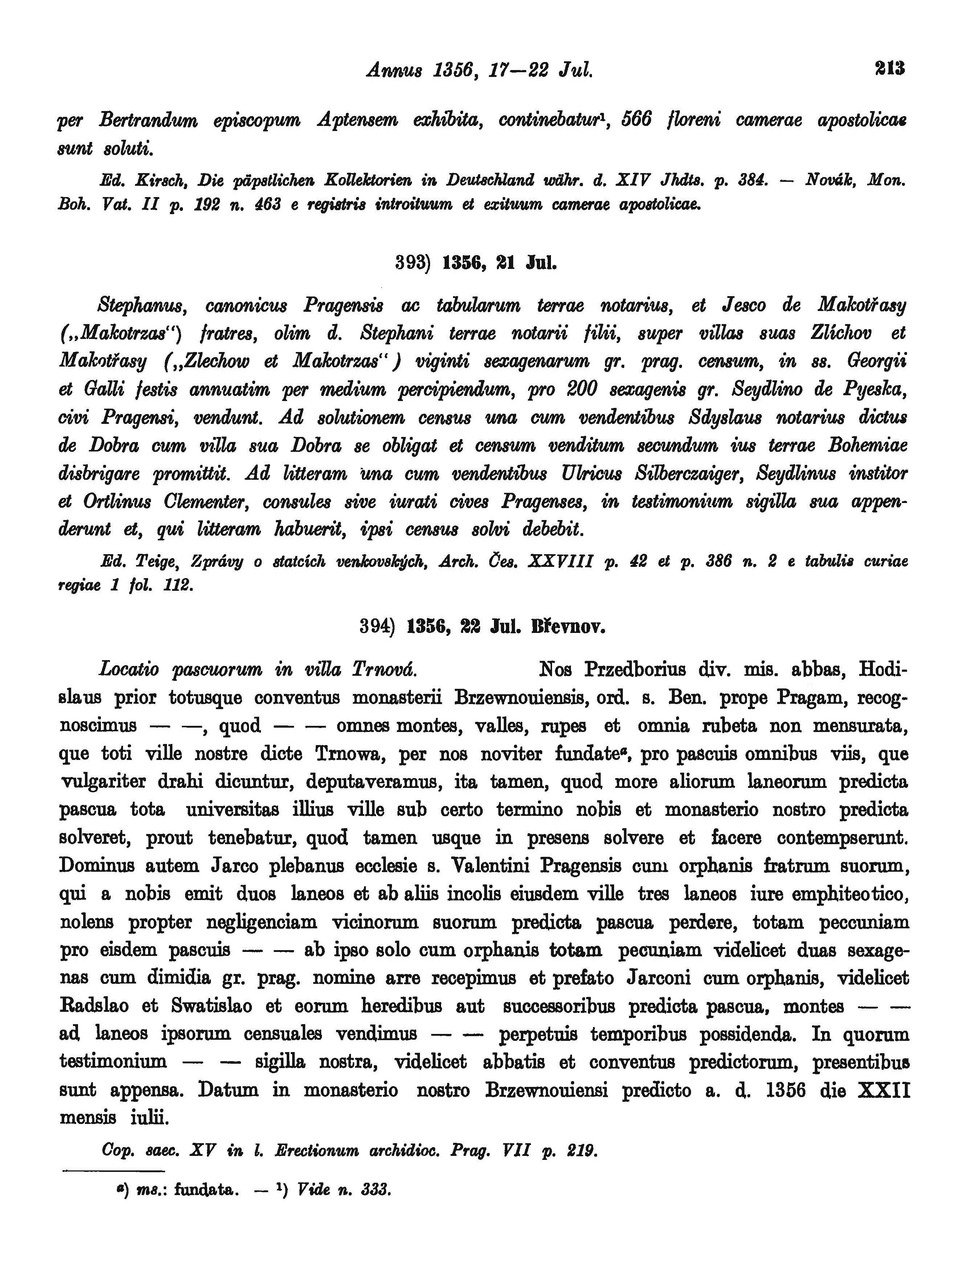 Annus 1356, 17—22 Jul. 213
per Bertrandum episcopum Aptensem exhibita, continebatur¹, 566 floreni camerae apostolicae
sunt soluti.
Ed. Kirsch, Die päpstlichen Kollektorien in Deutschland währ. d. XIV Jhdts. p. 384. — Novák, Mon.
Boh. Vat. II p. 192 n. 463 e registris introituum et exituum camerae apostolicae.
393) 1356, 21 Jul.
Stephanus, canonicus Pragensis ac tabularum terrae notarius, et Jesco de Makotřasy
(„Makotrzas“) fratres, olim d. Stephani terrae notarii filii, super villas suas Zlíchov et
Makotřasy („Zlechow et Makotrzas“ ) viginti sexagenarum gr. prag. censum, in ss. Georgii
et Galli festis annuatim per medium percipiendum, pro 200 sexagenis gr. Seydlino de Pyeska,
civi Pragensi, vendunt. Ad solutionem census una cum vendentibus Sdyslaus notarius dictus
de Dobra cum villa sua Dobra se obligat et censum venditum secundum ius terrae Bohemiae
disbrigare promittit. Ad litteram una cum vendentibus Ulricus Silberczaiger, Seydlinus institor
et Ortlinus Clementer, consules sive iurati cives Pragenses, in testimonium sigilla sua appen-
derunt et, qui litteram habuerit, ipsi census solvi debebit.
Ed. Teige, Zprávy o statcích venkovských, Arch. Čes. XXVIII p. 42 et p. 386 n. 2 e tabulis curiae
regiae 1 fol. 112.
394) 1356, 22 Jul. Břevnov.
Locatio pascuorum in villa Trnová. Nos Przedborius div. mis. abbas, Hodi-
slaus prior totusque conventus monasterii Brzewnouiensis, ord. s. Ben. prope Pragam, recog-
noscimus — —, quod — — omnes montes, valles, rupes et omnia rubeta non mensurata,
que toti ville nostre dicte Trnowa, per nos noviter fundateᵃ, pro pascuis omnibus viis, que
vulgariter drahi dicuntur, deputaveramus, ita tamen, quod more aliorum laneorum predicta
pascua tota universitas illius ville sub certo termino nobis et monasterio nostro predicta
solveret, prout tenebatur, quod tamen usque in presens solvere et facere contempserunt.
Dominus autem Jarco plebanus ecclesie s. Valentini Pragensis cum orphanis fratrum suorum,
qui a nobis emit duos laneos et ab aliis incolis eiusdem ville tres laneos iure emphiteotico,
nolens propter negligenciam vicinorum suorum predicta pascua perdere, totam peccuniam
pro eisdem pascuis — — ab ipso solo cum orphanis totam pecuniam videlicet duas sexage-
nas cum dimidia gr. prag. nomine arre recepimus et prefato Jarconi cum orphanis, videlicet
Radslao et Swatislao et eorum heredibus aut successoribus predicta pascua, montes — —
ad laneos ipsorum censuales vendimus — — perpetuis temporibus possidenda. In quorum
testimonium — — sigilla nostra, videlicet abbatis et conventus predictorum, presentibus
sunt appensa. Datum in monasterio nostro Brzewnouiensi predicto a. d. 1356 die XXII
mensis iulii.
Cop. saec. XV in l. Erectionum archidioc. Prag. VII p. 219.
ᵃ) ms.: fundata. — ¹) Vide n. 333.